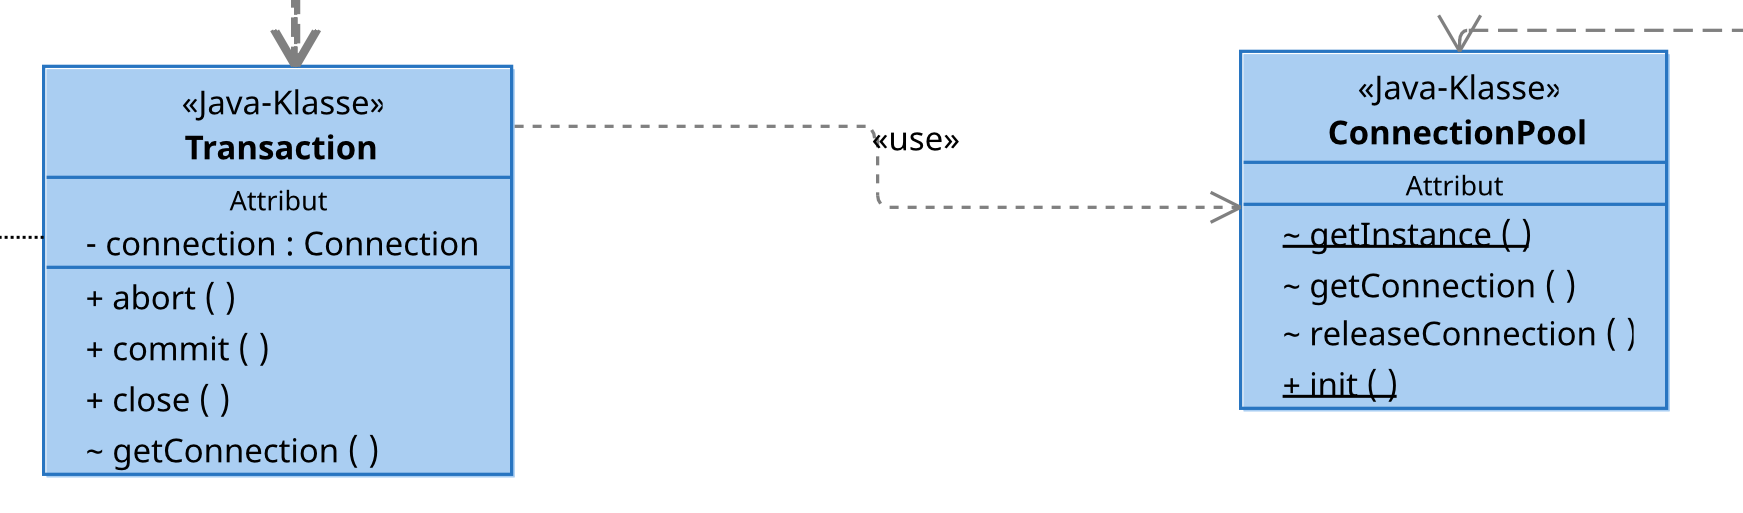 «Java-Klasse»
Transaction
Attribut
- connection : Connection
+ abort ( )
+ commit ( )
+ close ( )
~ getConnection ( )
«use»
«Java-Klasse»
ConnectionPool
Attribut
~ getInstance ( )
~ getConnection ( )
~ releaseConnection ( )
+ init ( )